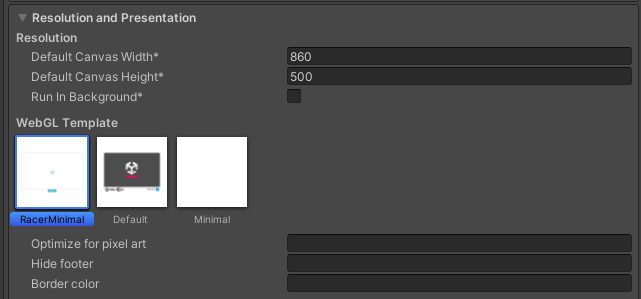 Resolution and Presentation
Resolution
Default Canvas Width* 860
Default Canvas Height* 500
Run In Background*
WebGL Template
RacerMinimal Default Minimal
Optimize for pixel art
Hide footer
Border color